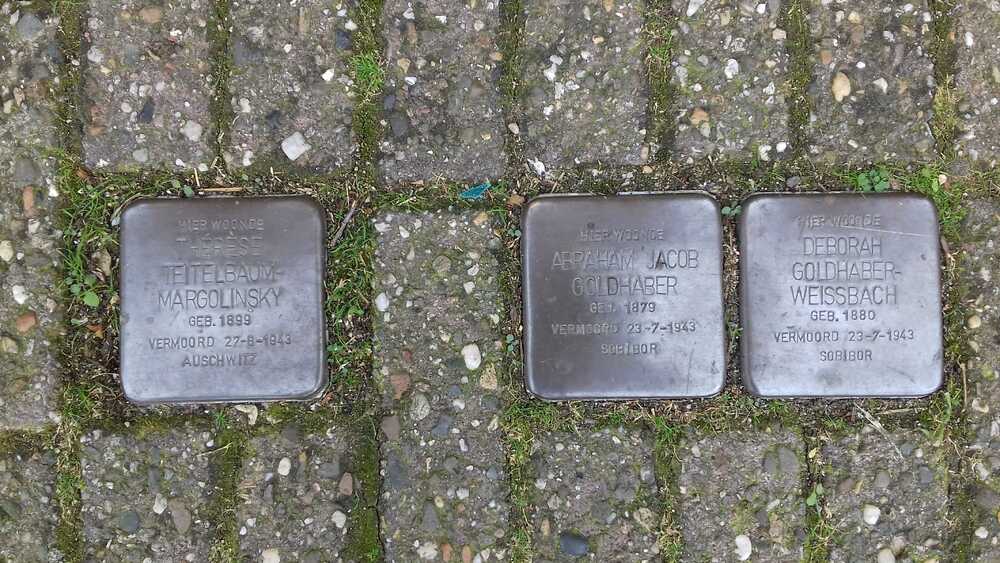 HIER WOONDE
THÉRÈSE
TEITELBAUM-
MARGOLINSKY
GEB. 1899
VERMOORD 27-8-1943
AUSCHWITZ
HIER WOONDE
ABRAHAM JACOB
GOLDHABER
GEB. 1879
VERMOORD 23-7-1943
SOBIBOR
HIER WOONDE
DEBORAH
GOLDHABER-
WEISSBACH
GEB. 1880
VERMOORD 23-7-1943
SOBIBOR